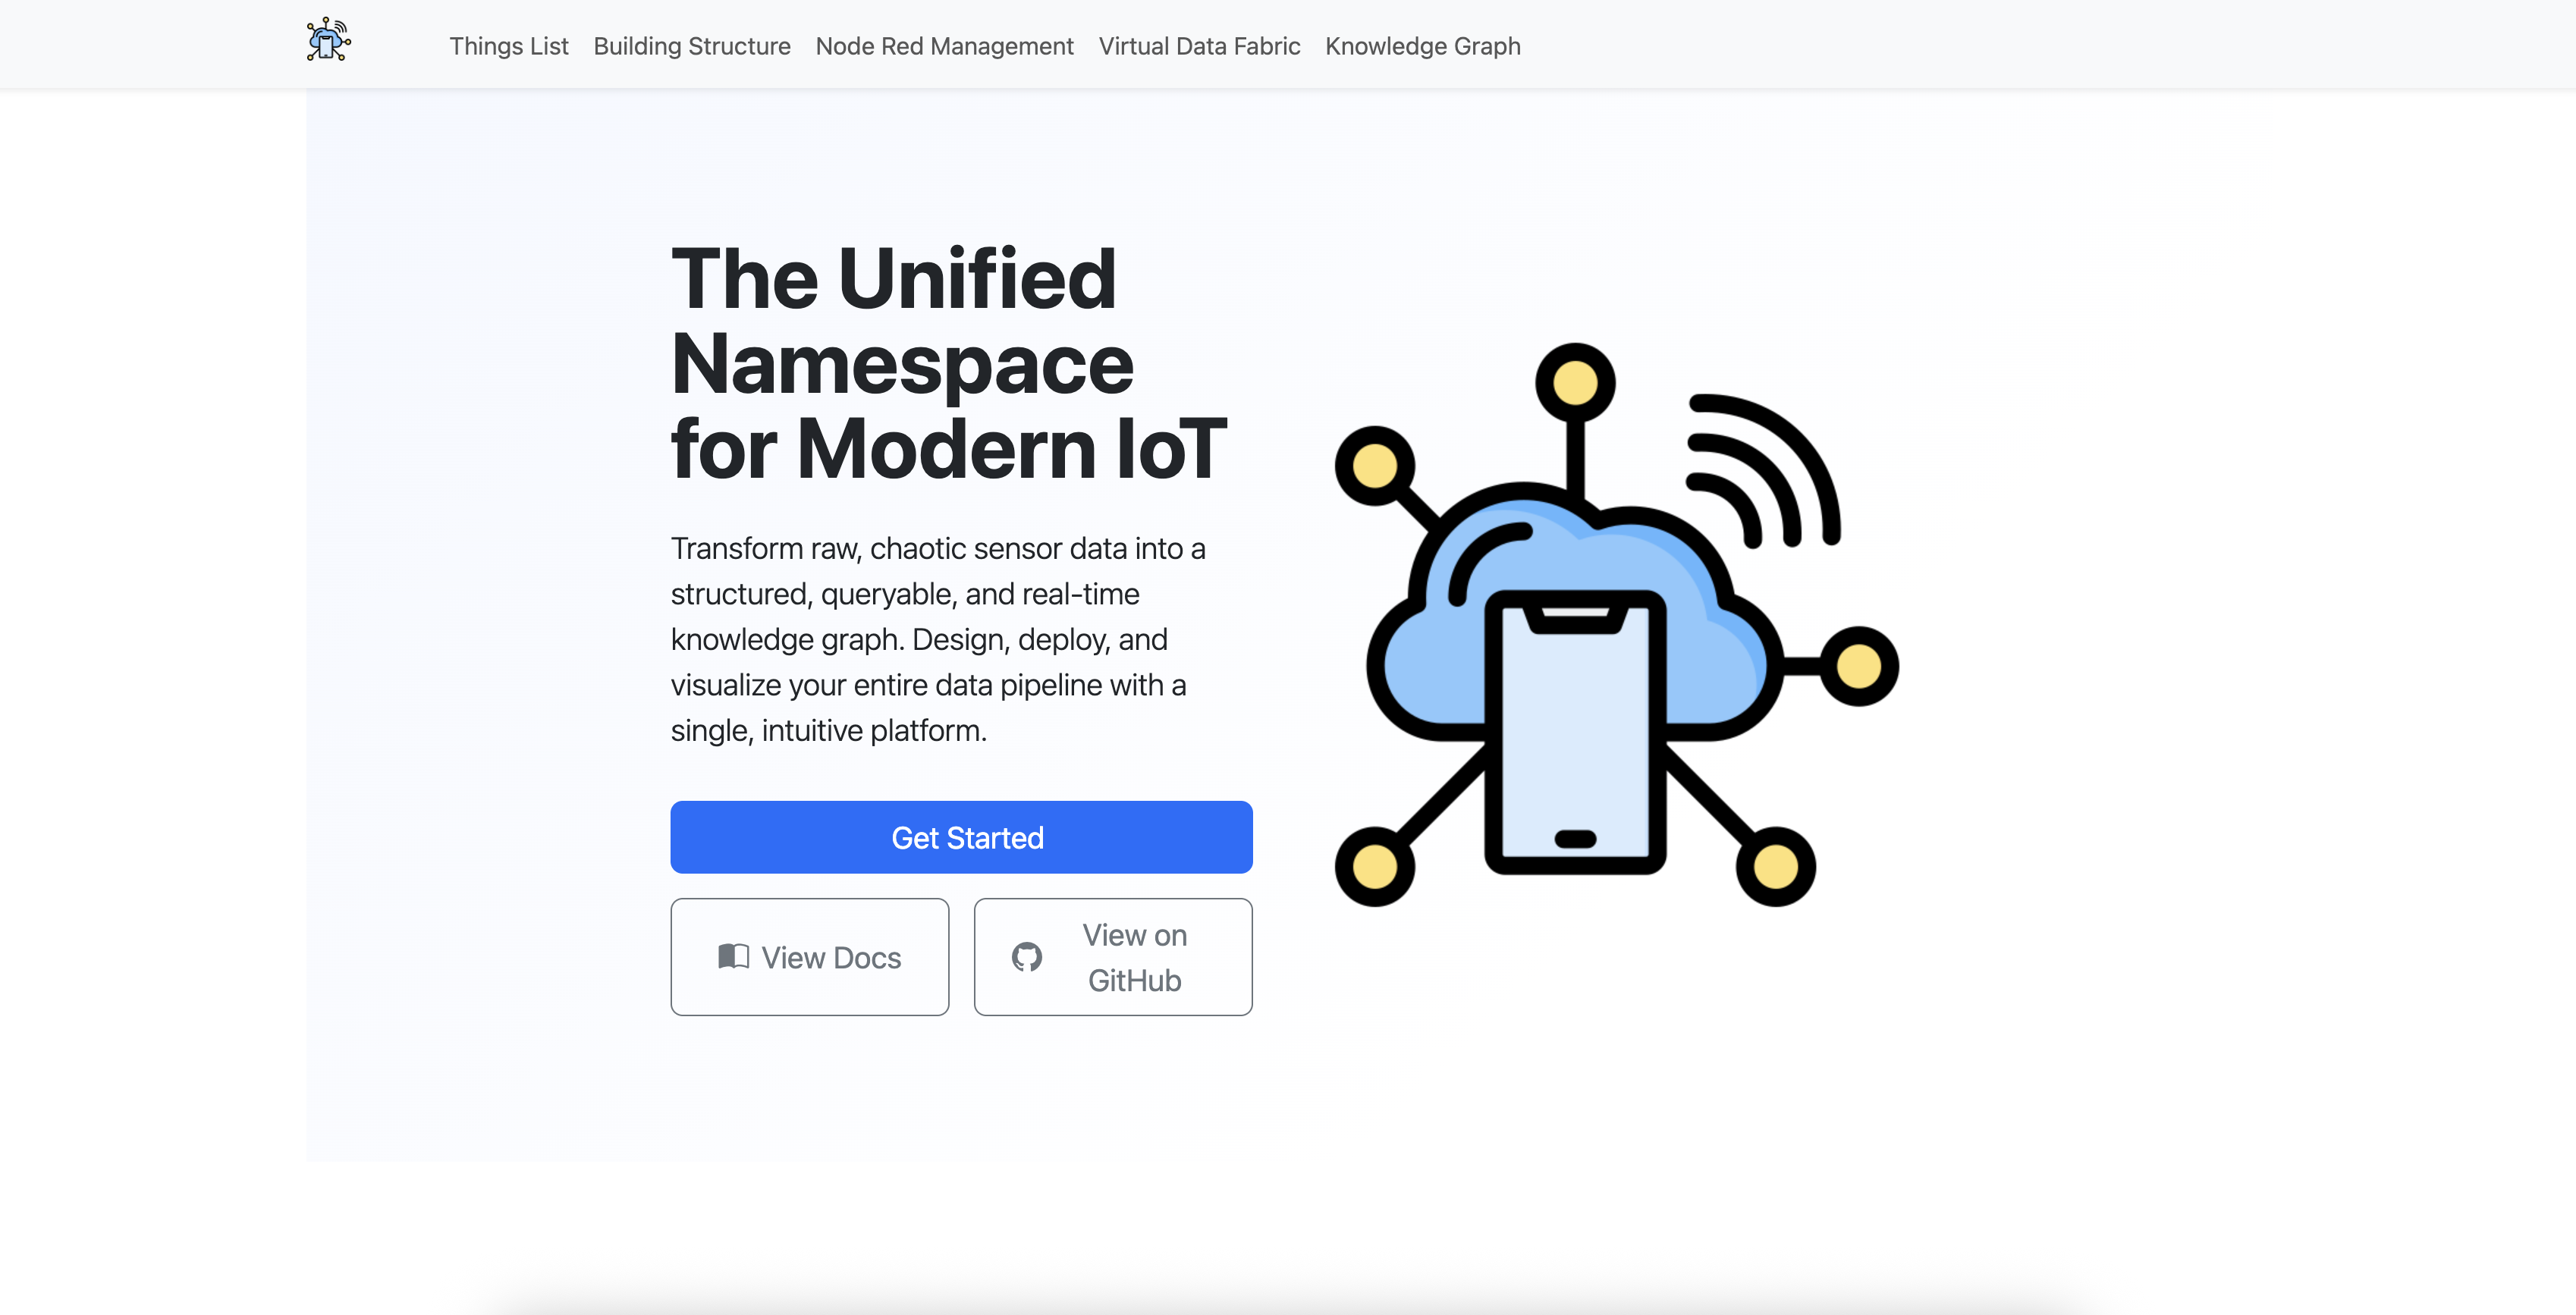 Things List Building Structure Node Red Management Virtual Data Fabric Knowledge Graph
The Unified
Namespace
for Modern IoT
Transform raw, chaotic sensor data into a
structured, queryable, and real-time
knowledge graph. Design, deploy, and
visualize your entire data pipeline with a
single, intuitive platform.
Get Started
View Docs
View on
GitHub